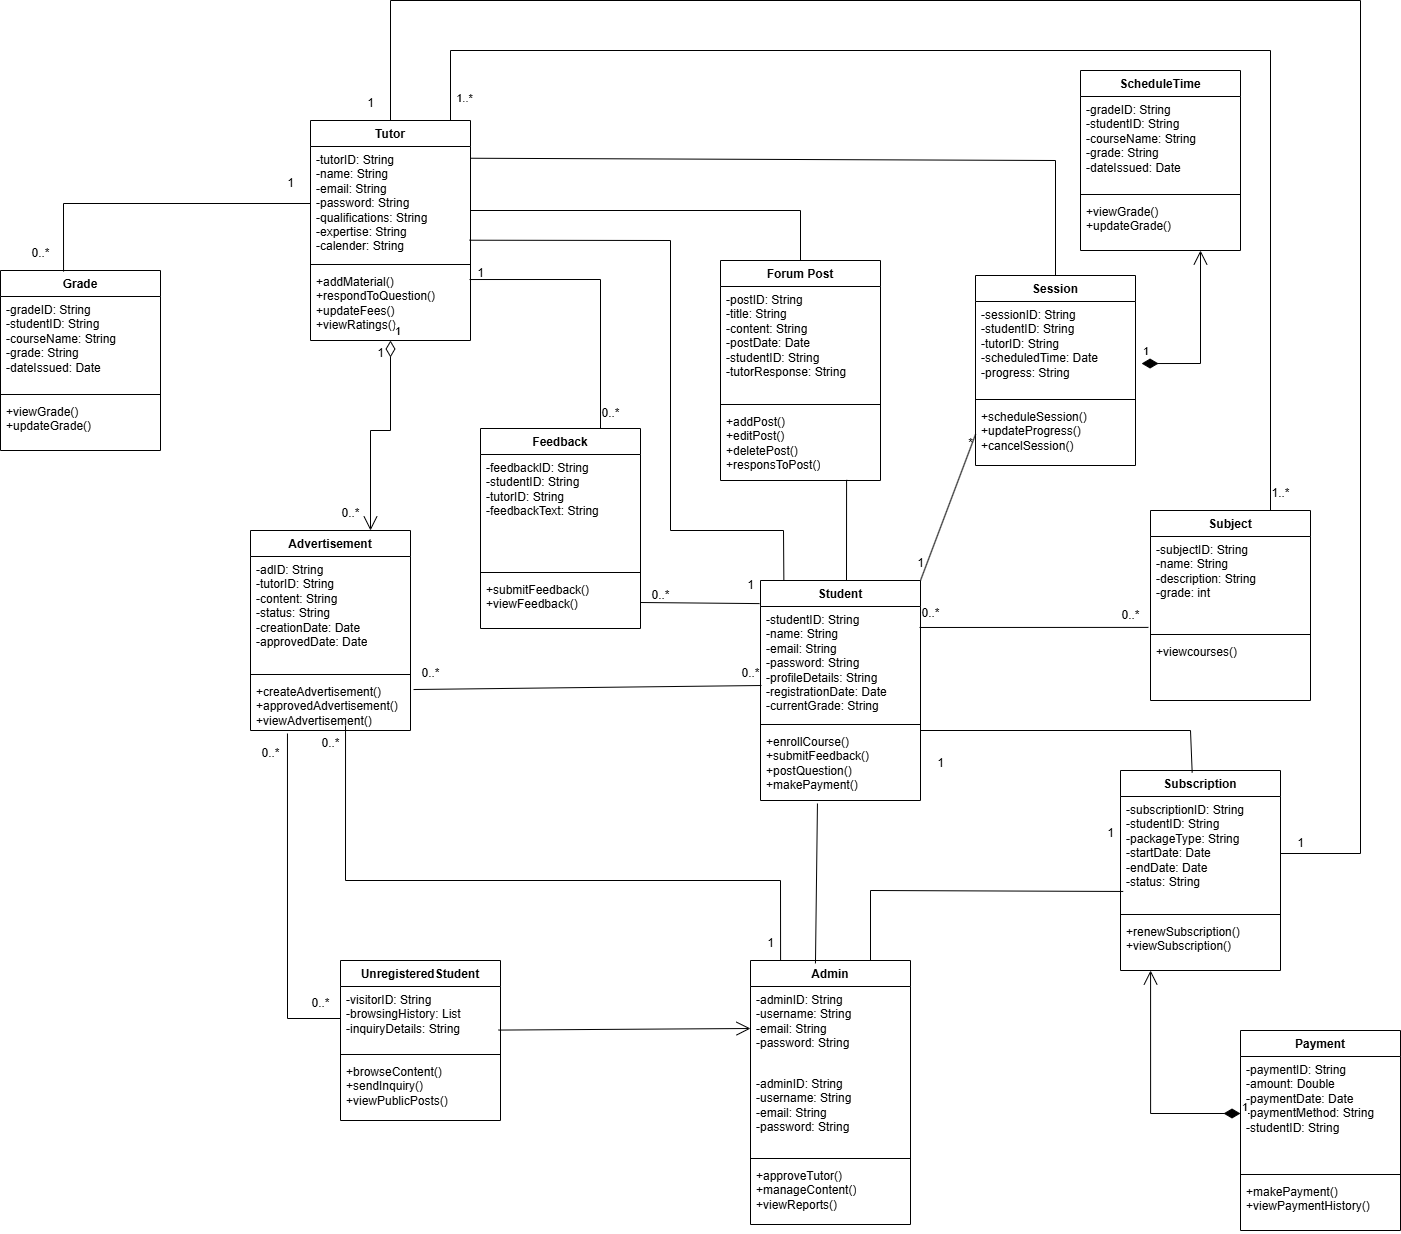 1
1..*
Tutor
-tutorID: String
-name: String
-email: String
-password: String
-qualifications: String
-expertise: String
-calender: String
+addMaterial()
+respondToQuestion()
+updateFees()
+viewRatings()
1
1
1
1
0..*
ScheduleTime
-gradeID: String
-studentID: String
-courseName: String
-grade: String
-dateIssued: Date
+viewGrade()
+updateGrade()
Grade
-gradeID: String
-studentID: String
-courseName: String
-grade: String
-dateIssued: Date
+viewGrade()
+updateGrade()
Forum Post
-postID: String
-title: String
-content: String
-postDate: Date
-studentID: String
-tutorResponse: String
+addPost()
+editPost()
+deletePost()
+responsToPost()
Session
-sessionID: String
-studentID: String
-tutorID: String
-scheduledTime: Date
-progress: String
+scheduleSession()
+updateProgress()
+cancelSession()
1
*
0..*
Feedback
-feedbackID: String
-studentID: String
-tutorID: String
-feedbackText: String
+submitFeedback()
+viewFeedback()
0..*
1
1
0..*
Advertisement
-adID: String
-tutorID: String
-content: String
-status: String
-creationDate: Date
-approvedDate: Date
+createAdvertisement()
+approvedAdvertisement()
+viewAdvertisement()
0..*
0..*
0..*
0..*
Student
-studentID: String
-name: String
-email: String
-password: String
-profileDetails: String
-registrationDate: Date
-currentGrade: String
+enrollCourse()
+submitFeedback()
+postQuestion()
+makePayment()
0..*
0..*
1..*
Subject
-subjectID: String
-name: String
-description: String
-grade: int
+viewcourses()
1
Subscription
-subscriptionID: String
-studentID: String
-packageType: String
-startDate: Date
-endDate: Date
-status: String
+renewSubscription()
+viewSubscription()
1
1
0..*
UnregisteredStudent
-visitorID: String
-browsingHistory: List
-inquiryDetails: String
+browseContent()
+sendInquiry()
+viewPublicPosts()
1
Admin
-adminID: String
-username: String
-email: String
-password: String
-adminID: String
-username: String
-email: String
-password: String
+approveTutor()
+manageContent()
+viewReports()
Payment
-paymentID: String
-amount: Double
-paymentDate: Date
-paymentMethod: String
-studentID: String
1
+makePayment()
+viewPaymentHistory()